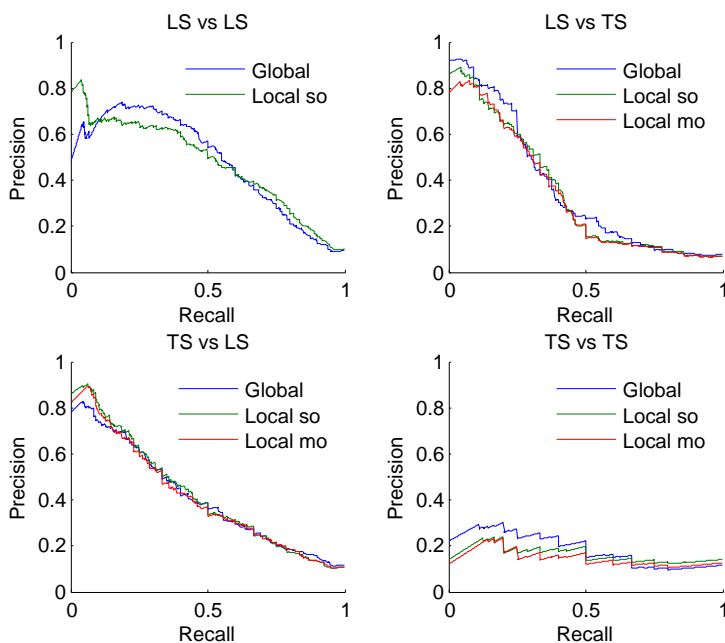 LS vs LS
1
0.8
0.6
0.4
0.2
0
Precision
Global
Local so
0 0.5 1
Recall
LS vs TS
1
0.8
0.6
0.4
0.2
0
Precision
Global
Local so
Local mo
0 0.5 1
Recall
TS vs LS
1
0.8
0.6
0.4
0.2
0
Precision
Global
Local so
Local mo
0 0.5 1
Recall
TS vs TS
1
0.8
0.6
0.4
0.2
0
Precision
Global
Local so
Local mo
0 0.5 1
Recall